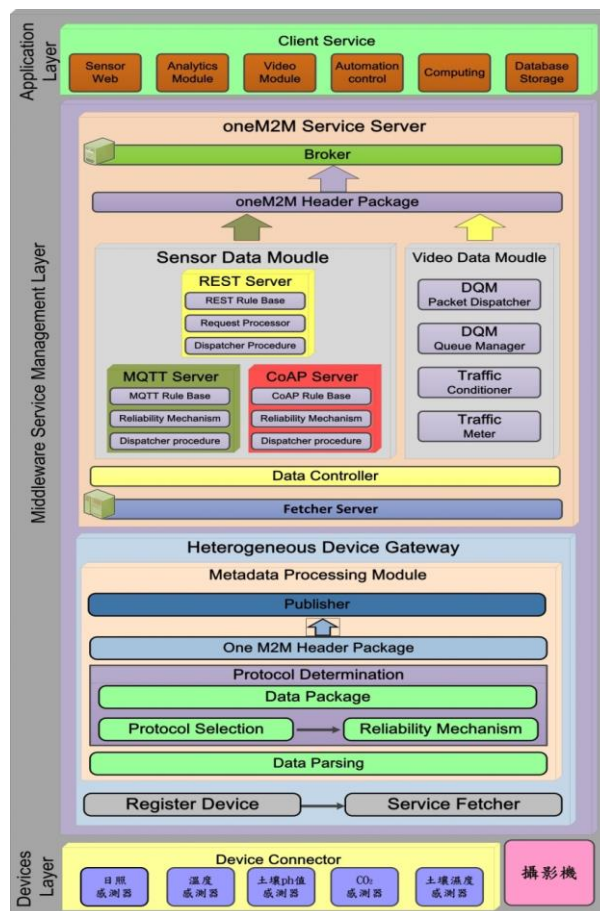 Application
Layer
Client Service
Sensor
Web
Analytics
Module
Video
Module
Automation
control
Computing
Database
Storage
Middleware Service Management Layer
oneM2M Service Server
Broker
oneM2M Header Package
Sensor Data Moudle
REST Server
REST Rule Base
Request Processor
Dispatcher Procedure
MQTT Server
MQTT Rule Base
Reliability Mechanism
Dispatcher procedure
CoAP Server
CoAP Rule Base
Reliability Mechanism
Dispatcher procedure
Video Data Moudle
DQM
Packet Dispatcher
DQM
Queue Manager
Traffic
Conditioner
Traffic
Meter
Data Controller
Fetcher Server
Heterogeneous Device Gateway
Metadata Processing Module
Publisher
One M2M Header Package
Protocol Determination
Data Package
Protocol Selection
Reliability Mechanism
Data Parsing
Register Device
Service Fetcher
Devices
Layer
Device Connector
日照
感測器
溫度
感測器
土壤ph值
感測器
CO₂
感測器
土壤濕度
感測器
攝影機